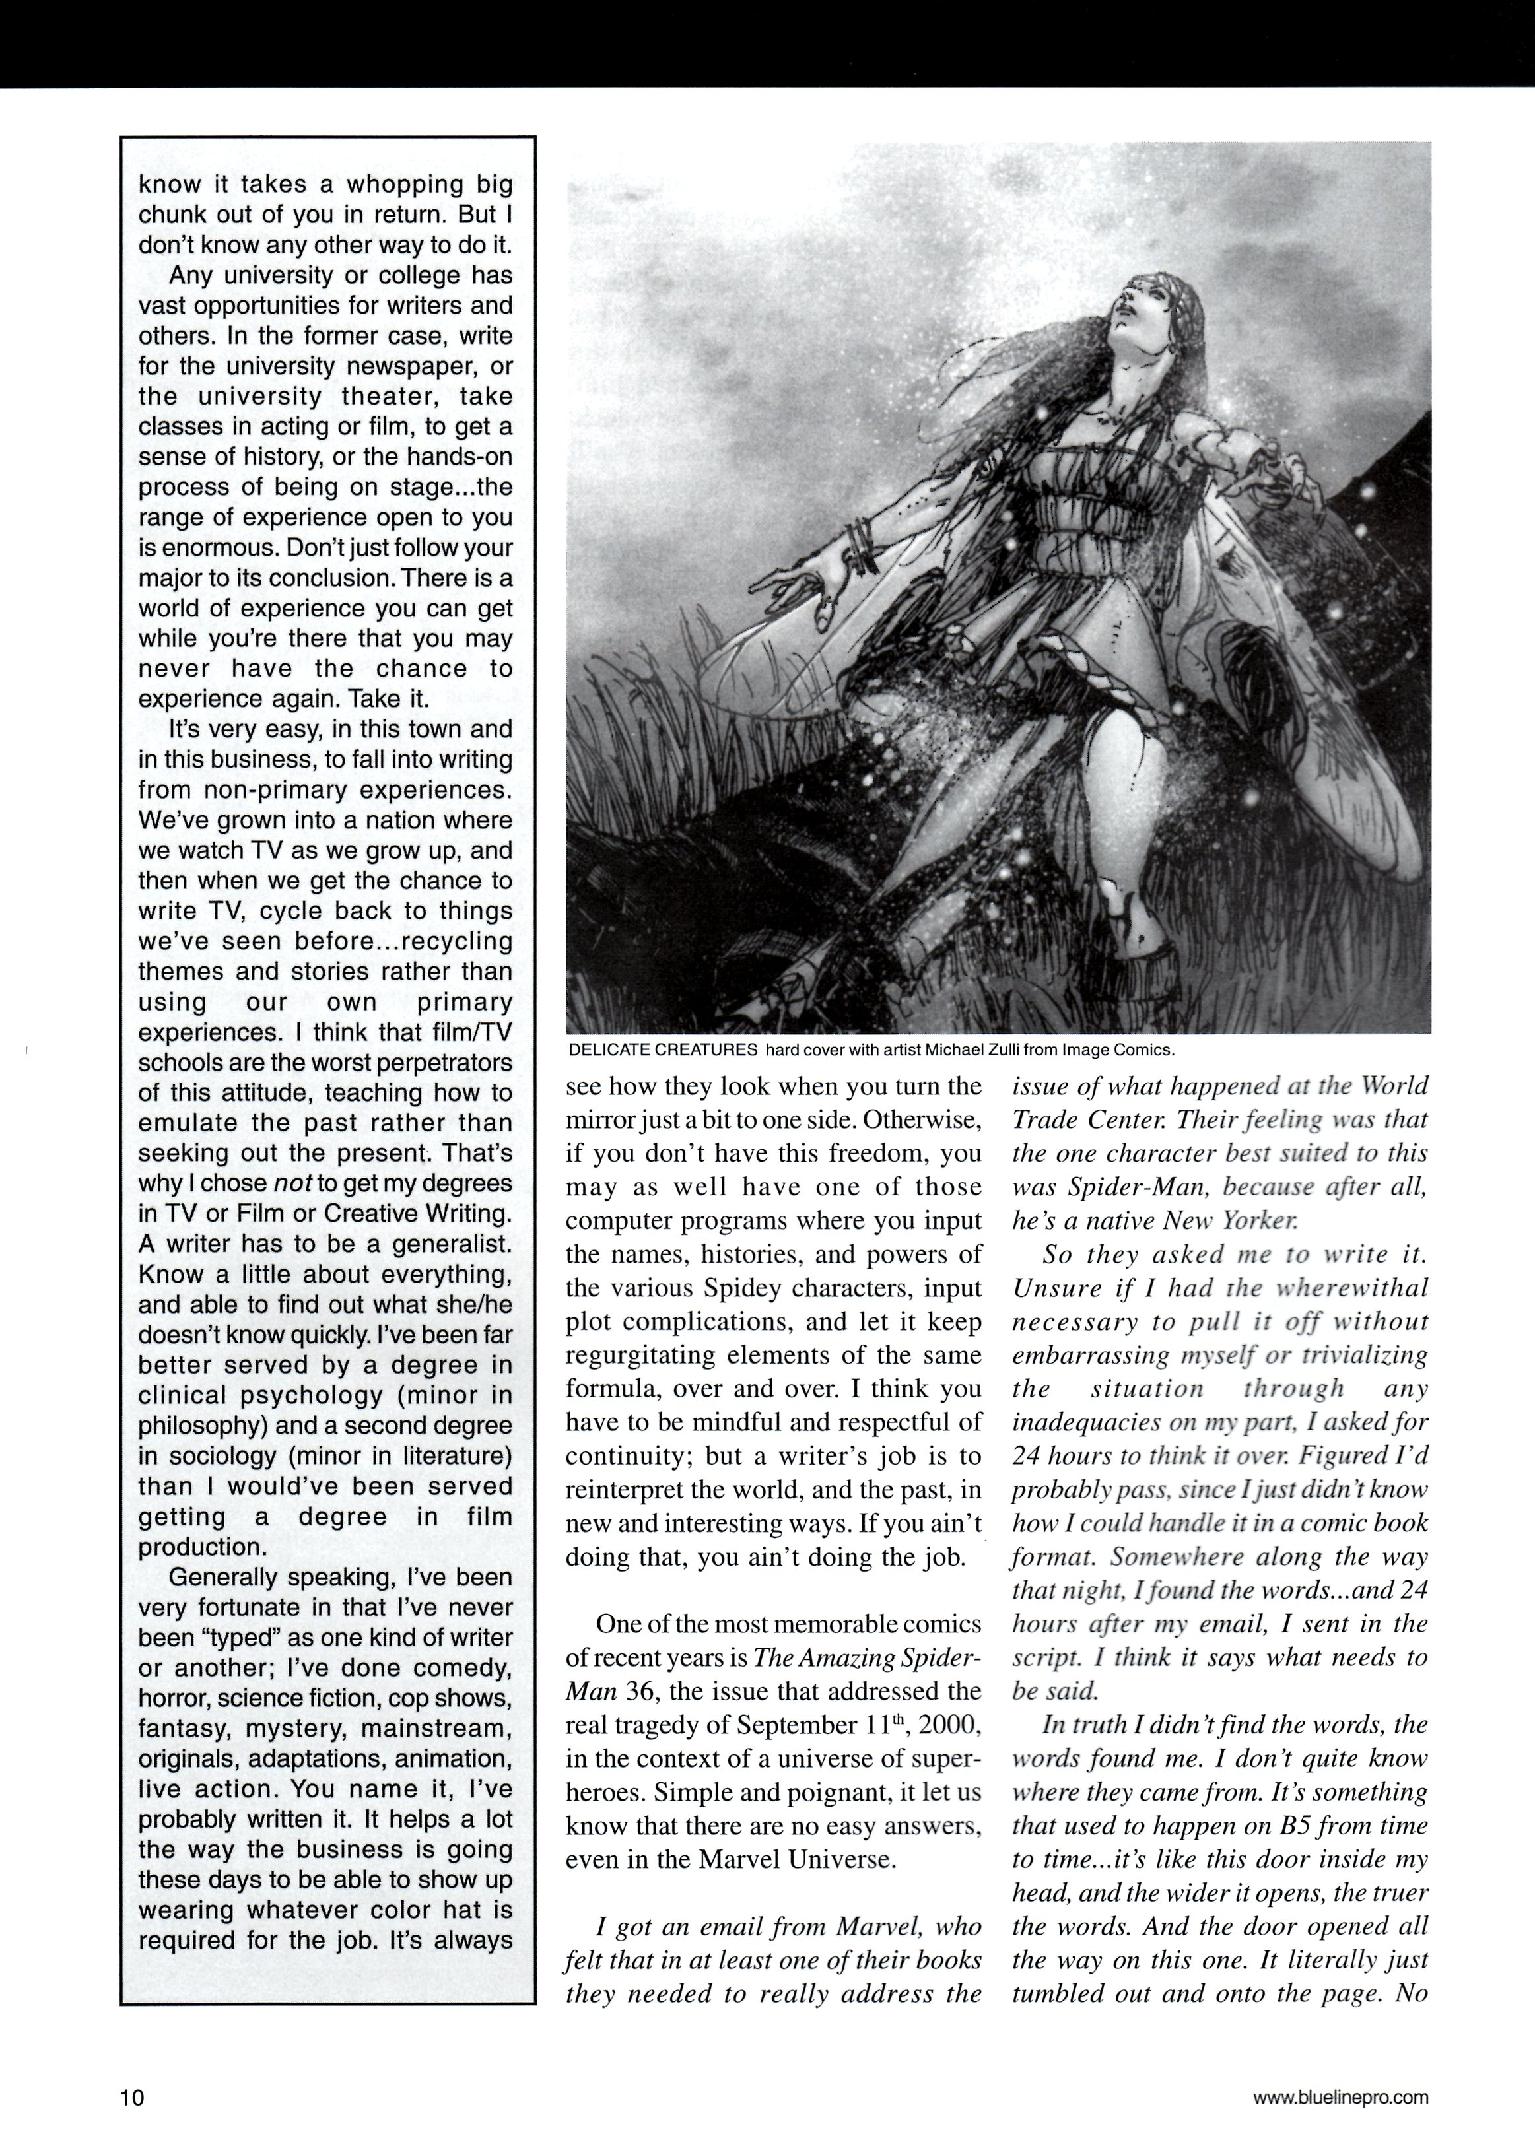 know it takes a whopping big
chunk out of you in return. But I
don't know any other way to do it.
Any university or college has
vast opportunities for writers and
others. In the former case, write
for the university newspaper, or
the university theater, take
classes in acting or film, to get a
sense of history, or the hands-on
process of being on stage...the
range of experience open to you
is enormous. Don't just follow your
major to its conclusion. There is a
world of experience you can get
while you're there that you may
never have the chance to
experience again. Take it.
It's very easy, in this town and
in this business, to fall into writing
from non-primary experiences.
We've grown into a nation where
we watch TV as we grow up, and
then when we get the chance to
write TV, cycle back to things
we've seen before...recycling
themes and stories rather than
using our own primary
experiences. I think that film/TV
schools are the worst perpetrators
of this attitude, teaching how to
emulate the past rather than
seeking out the present. That's
why I chose not to get my degrees
in TV or Film or Creative Writing.
A writer has to be a generalist.
Know a little about everything,
and able to find out what she/he
doesn't know quickly. I've been far
better served by a degree in
clinical psychology (minor in
philosophy) and a second degree
in sociology (minor in literature)
than I would've been served
getting a degree in film
production.
Generally speaking, I've been
very fortunate in that I've never
been "typed" as one kind of writer
or another; I've done comedy,
horror, science fiction, cop shows,
fantasy, mystery, mainstream,
originals, adaptations, animation,
live action. You name it, I've
probably written it. It helps a lot
the way the business is going
these days to be able to show up
wearing whatever color hat is
required for the job. It's always
DELICATE CREATURES hard cover with artist Michael Zulli from Image Comics.
see how they look when you turn the
mirror just a bit to one side. Otherwise,
if you don't have this freedom, you
may as well have one of those
computer programs where you input
the names, histories, and powers of
the various Spidey characters, input
plot complications, and let it keep
regurgitating elements of the same
formula, over and over. I think you
have to be mindful and respectful of
continuity; but a writer's job is to
reinterpret the world, and the past, in
new and interesting ways. If you ain't
doing that, you ain't doing the job.
One of the most memorable comics
of recent years is The Amazing Spider-
Man 36, the issue that addressed the
real tragedy of September 11th, 2000,
in the context of a universe of super-
heroes. Simple and poignant, it let us
know that there are no easy answers,
even in the Marvel Universe.
I got an email from Marvel, who
felt that in at least one of their books
they needed to really address the
issue of what happened at the World
Trade Center. Their feeling was that
the one character best suited to this
was Spider-Man, because after all,
he's a native New Yorker.
So they asked me to write it.
Unsure if I had the wherewithal
necessary to pull it off without
embarrassing myself or trivializing
the situation through any
inadequacies on my part, I asked for
24 hours to think it over. Figured I'd
probably pass, since I just didn't know
how I could handle it in a comic book
format. Somewhere along the way
that night, I found the words...and 24
hours after my email, I sent in the
script. I think it says what needs to
be said.
In truth I didn't find the words, the
words found me. I don't quite know
where they came from. It's something
that used to happen on B5 from time
to time...it's like this door inside my
head, and the wider it opens, the truer
the words. And the door opened all
the way on this one. It literally just
tumbled out and onto the page. No
10
www.bluelinepro.com